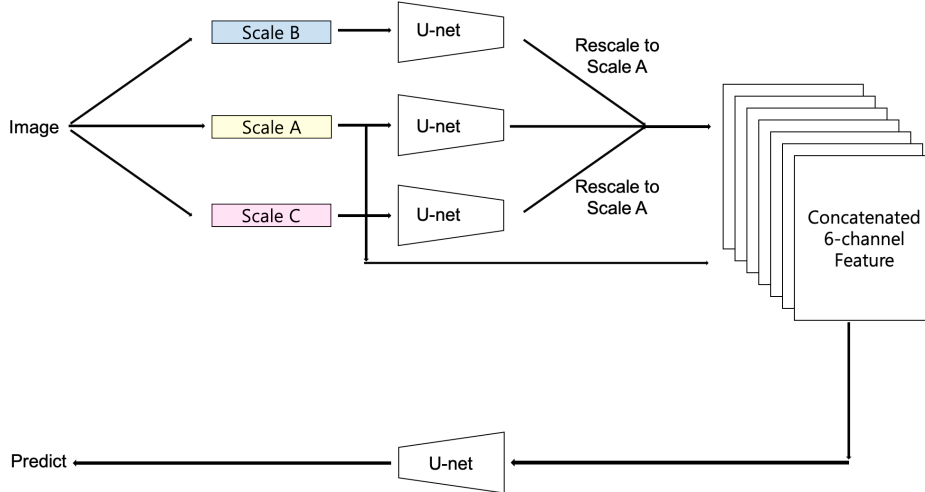 Scale B
U-net
Rescale to
Scale A
Image
Scale A
U-net
Scale C
U-net
Rescale to
Scale A
Concatenated
6-channel
Feature
Predict
U-net